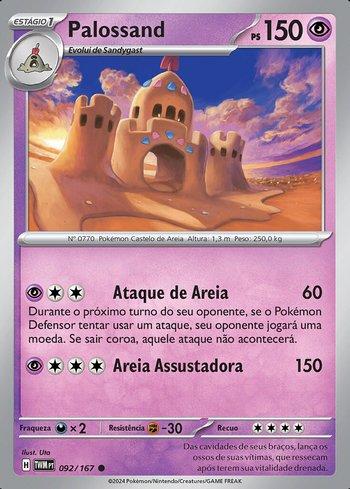 ESTÁGIO 1
Palossand
PS 150
Evolui de Sandygast
Nº 0770 Pokémon Castelo de Areia Altura: 1,3 m Peso: 250,0 kg
Ataque de Areia 60
Durante o próximo turno do seu oponente, se o Pokémon
Defensor tentar usar um ataque, seu oponente jogará uma
moeda. Se sair coroa, aquele ataque não acontecerá.
Areia Assustadora 150
Fraqueza ×2 Resistência -30 Recuo
Ilust. Uta
H TWM PT 092/167
©2024 Pokémon/Nintendo/Creatures/GAME FREAK
Das cavidades de seus braços, lança os
ossos de suas vítimas, que ressecam
após terem sua vitalidade drenada.